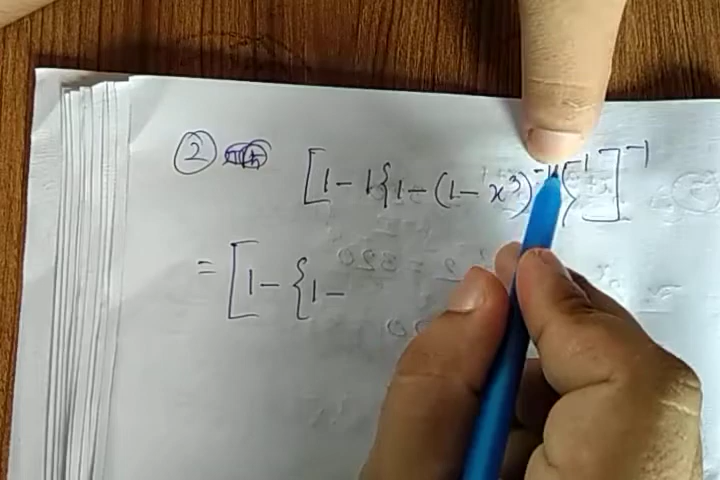 ② [1 - 1{1 - (1 - x³)⁻¹}⁻¹]⁻¹
= [1 - {1 -